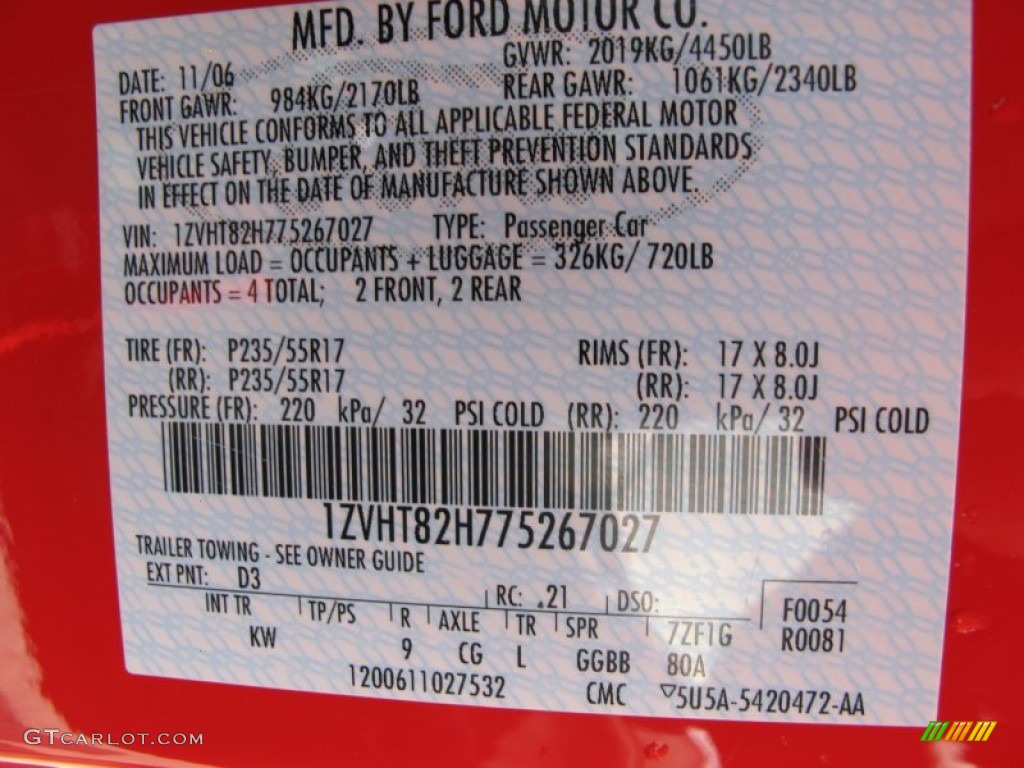 MFD. BY FORD MOTOR CO.
DATE: 11/06 GVWR: 2019KG/4450LB
FRONT GAWR: 984KG/2170LB REAR GAWR: 1061KG/2340LB
THIS VEHICLE CONFORMS TO ALL APPLICABLE FEDERAL MOTOR
VEHICLE SAFETY, BUMPER, AND THEFT PREVENTION STANDARDS
IN EFFECT ON THE DATE OF MANUFACTURE SHOWN ABOVE.
VIN: 1ZVHT82H775267027 TYPE: Passenger Car
MAXIMUM LOAD = OCCUPANTS + LUGGAGE = 326KG/ 720LB
OCCUPANTS = 4 TOTAL; 2 FRONT, 2 REAR
TIRE (FR): P235/55R17 RIMS (FR): 17 X 8.0J
(RR): P235/55R17 (RR): 17 X 8.0J
PRESSURE (FR): 220 kPa/ 32 PSI COLD (RR): 220 kPa/ 32 PSI COLD
1ZVHT82H775267027
TRAILER TOWING - SEE OWNER GUIDE
EXT PNT: D3 RC: .21 DSO: F0054
INT TR TP/PS R AXLE TR SPR 7ZF1G R0081
KW 9 CG L GGBB 80A
1200611027532 CMC ▽5U5A-5420472-AA
GTCARLOT.COM